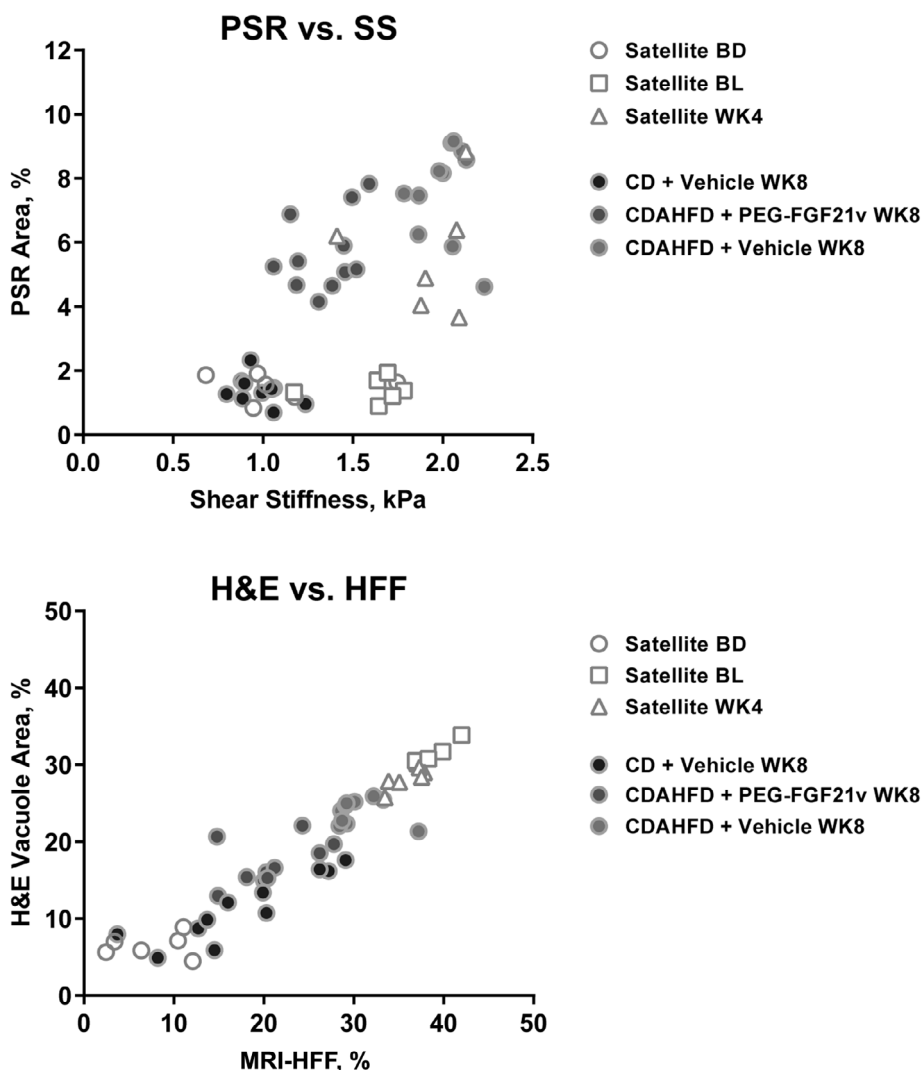 PSR vs. SS
12
10
8
6
4
2
0
PSR Area, %
0.0 0.5 1.0 1.5 2.0 2.5
Shear Stiffness, kPa
Satellite BD
Satellite BL
Satellite WK4
CD + Vehicle WK8
CDAHFD + PEG-FGF21v WK8
CDAHFD + Vehicle WK8
H&E vs. HFF
50
40
30
20
10
0
H&E Vacuole Area, %
0 10 20 30 40 50
MRI-HFF, %
Satellite BD
Satellite BL
Satellite WK4
CD + Vehicle WK8
CDAHFD + PEG-FGF21v WK8
CDAHFD + Vehicle WK8